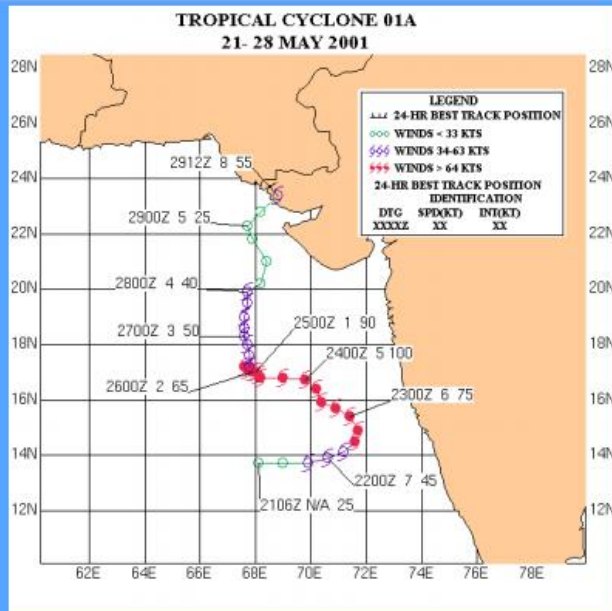 TROPICAL CYCLONE 01A
21- 28 MAY 2001
28N
28N
LEGEND
24-HR BEST TRACK POSITION
WINDS < 33 KTS
WINDS 34-63 KTS
WINDS > 64 KTS
24-HR BEST TRACK POSITION
IDENTIFICATION
DTG SPD(KT) INT(KT)
XXXXZ XX XX
26N
26N
2912Z 8 55
24N
24N
2900Z 5 25
22N
22N
2800Z 4 40
20N
20N
2700Z 3 50
2500Z 1 90
18N
18N
2400Z 5 100
2600Z 2 65
2300Z 6 75
16N
16N
14N
14N
2200Z 7 45
2106Z N/A 25
12N
12N
62E 64E 66E 68E 70E 72E 74E 76E 78E